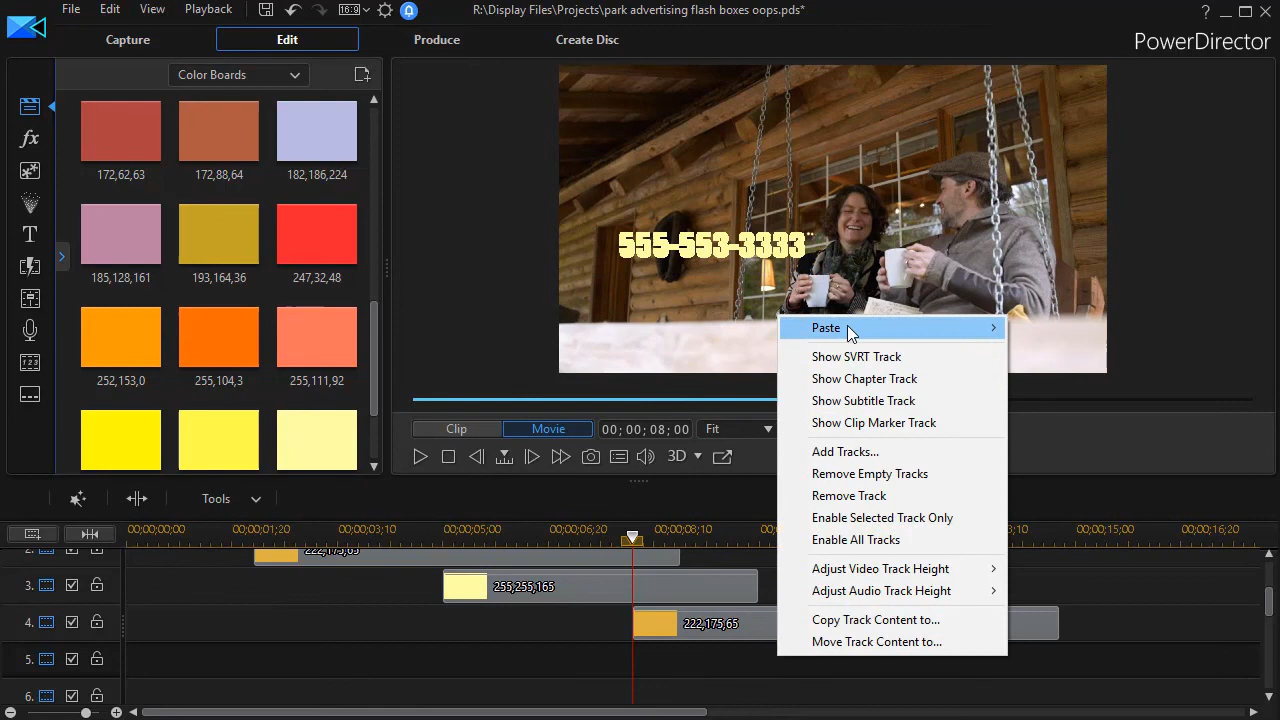 File Edit View Playback 16:9 R:\Display Files\Projects\park advertising flash boxes oops.pds* ?
Capture Edit Produce Create Disc PowerDirector
Color Boards
172,62,63 172,88,64 182,186,224
185,128,161 193,164,36 247,32,48
252,153,0 255,104,3 255,111,92
fx
T
555-553-3333
Paste
Show SVRT Track
Show Chapter Track
Show Subtitle Track
Show Clip Marker Track
Add Tracks...
Remove Empty Tracks
Remove Track
Enable Selected Track Only
Enable All Tracks
Adjust Video Track Height
Adjust Audio Track Height
Copy Track Content to...
Move Track Content to...
Clip Movie 00;00;08;00 Fit
3D
Tools
00;00;00;00 00;00;01;20 00;00;03;10 00;00;05;00 00;00;06;20 00;00;08;10 00;00;15;00 00;00;16;20
2. 222,175,65
3. 255,255,165
4. 222,175,65
5.
6.